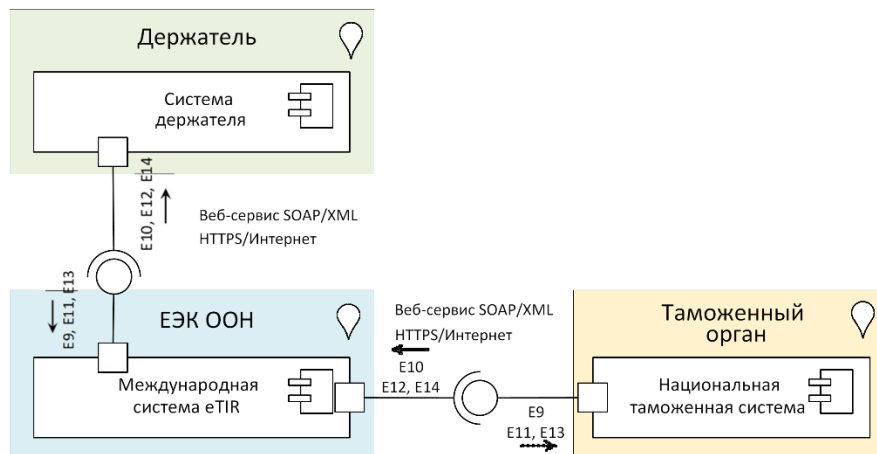 Держатель
Система
держателя
E10, E12, E14
Веб-сервис SOAP/XML
HTTPS/Интернет
E9, E11, E13
ЕЭК ООН
Международная
система eTIR
Веб-сервис SOAP/XML
HTTPS/Интернет
E10
E12, E14
E9
E11, E13
Таможенный
орган
Национальная
таможенная система